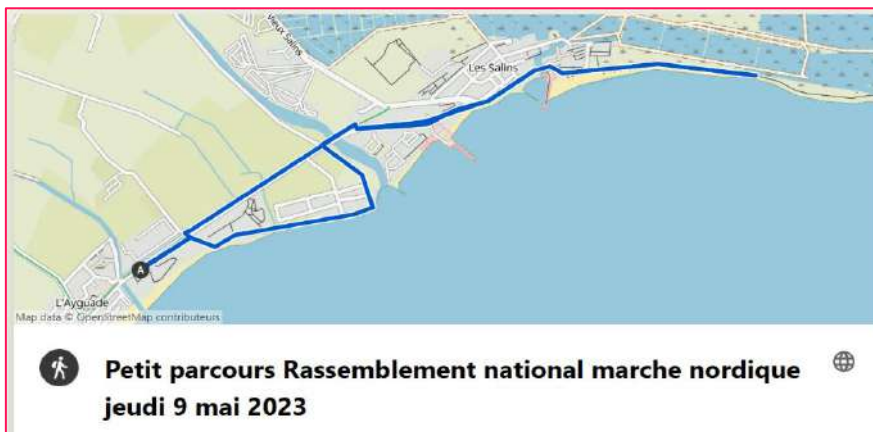 Vieux Salins
Les Salins
A
L'Ayguade
Map data © OpenStreetMap contributeurs
Petit parcours Rassemblement national marche nordique
jeudi 9 mai 2023